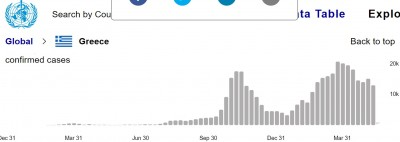 Search by Cou
ta Table
Explo
Global > Greece
Back to top
confirmed cases
20k
10k
Dec 31 Mar 31 Jun 30 Sep 30 Dec 31 Mar 31